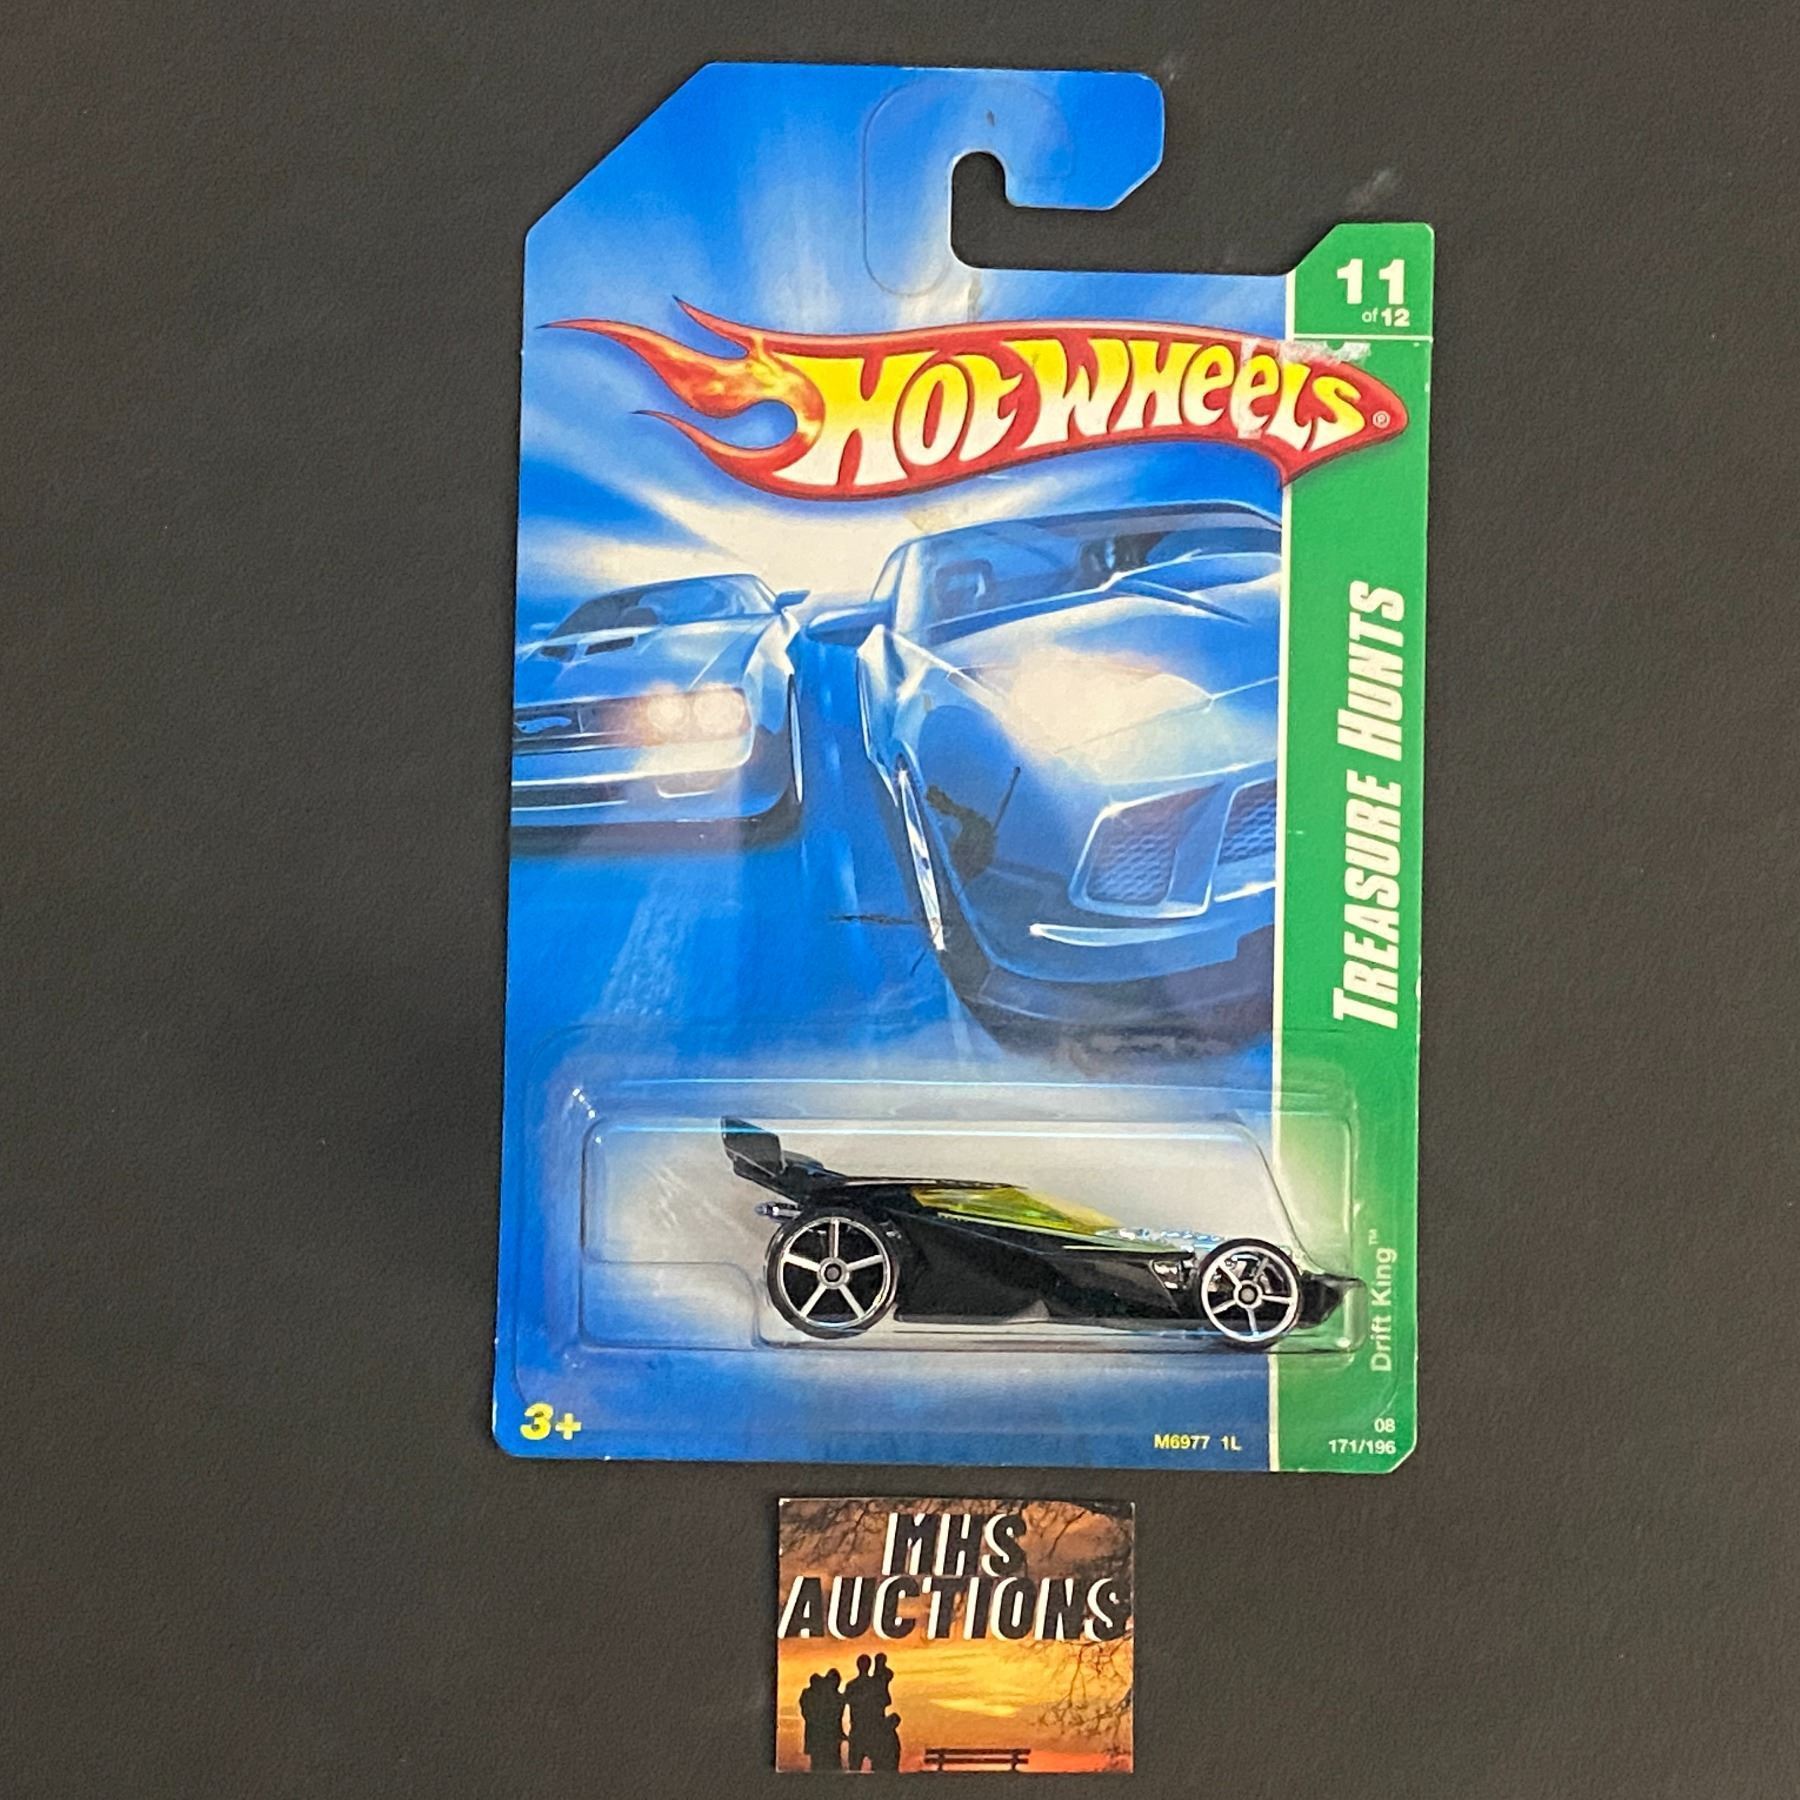 11
of 12
HOT WHEELS ®
TREASURE HUNTS
Drift King™
3+
M6977 1L
08
171/196
MHS
AUCTIONS